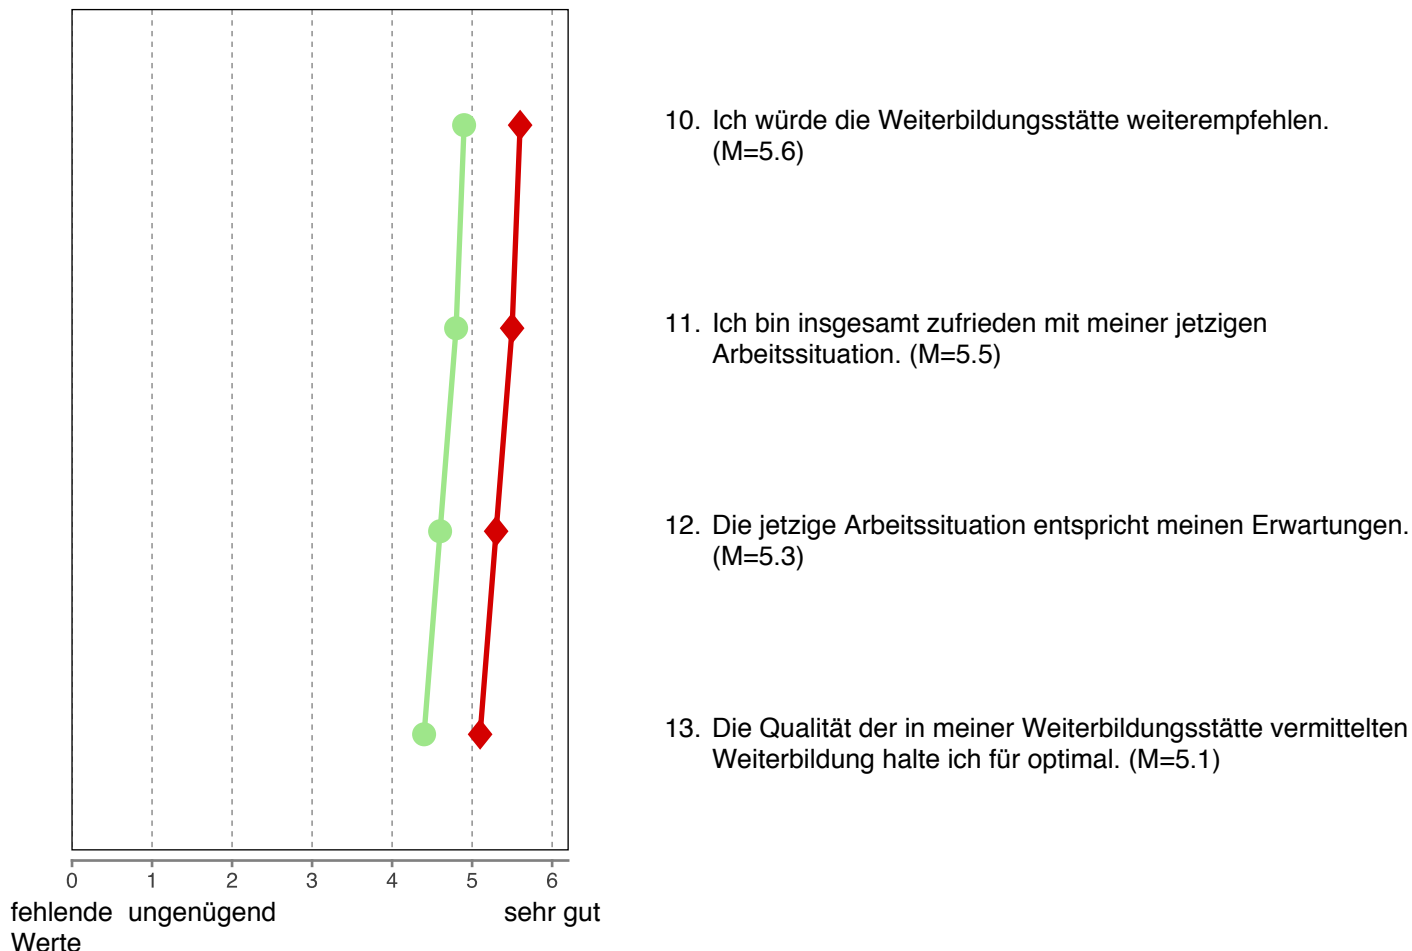 10. Ich würde die Weiterbildungsstätte weiterempfehlen.
(M=5.6)
11. Ich bin insgesamt zufrieden mit meiner jetzigen
Arbeitssituation. (M=5.5)
12. Die jetzige Arbeitssituation entspricht meinen Erwartungen.
(M=5.3)
13. Die Qualität der in meiner Weiterbildungsstätte vermittelten
Weiterbildung halte ich für optimal. (M=5.1)
0 1 2 3 4 5 6
fehlende ungenügend sehr gut
Werte